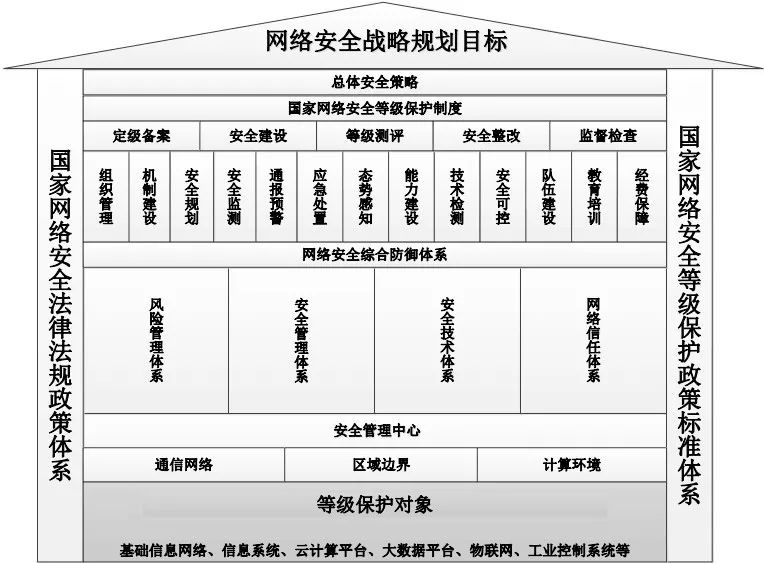 网络安全战略规划目标
总体安全策略
国家网络安全等级保护制度
定级备案 安全建设 等级测评 安全整改 监督检查
组织管理 机制建设 安全规划 安全监测 通报预警 应急处置 态势感知 能力建设 技术检测 安全可控 队伍建设 教育培训 经费保障
网络安全综合防御体系
风险管理体系 安全管理体系 安全技术体系 网络信任体系
安全管理中心
通信网络 区域边界 计算环境
等级保护对象
基础信息网络、信息系统、云计算平台、大数据平台、物联网、工业控制系统等
国家网络安全法律法规政策体系
国家网络安全等级保护政策标准体系